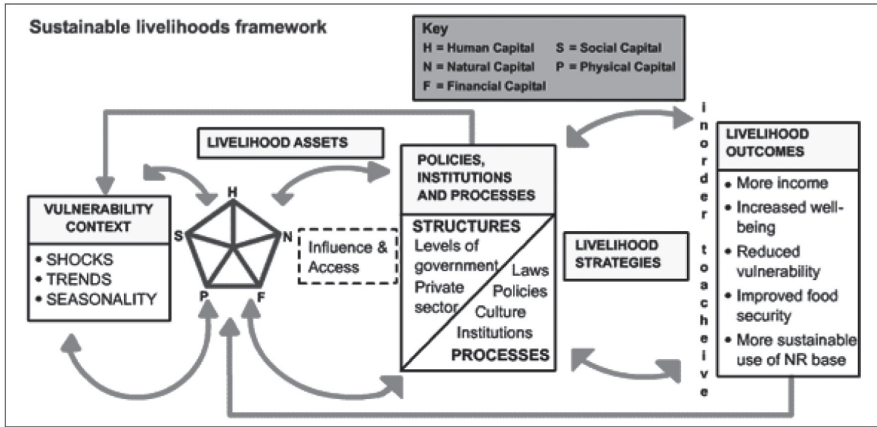 Sustainable livelihoods framework
Key
H = Human Capital S = Social Capital
N = Natural Capital P = Physical Capital
F = Financial Capital
LIVELIHOOD ASSETS
VULNERABILITY
CONTEXT
• SHOCKS
• TRENDS
• SEASONALITY
H
S
N
P
F
Influence &
Access
POLICIES,
INSTITUTIONS
AND PROCESSES
STRUCTURES
Levels of
government
Private
sector
Laws
Policies
Culture
Institutions
PROCESSES
LIVELIHOOD
STRATEGIES
inorder toacheive
LIVELIHOOD
OUTCOMES
• More income
• Increased well-
being
• Reduced
vulnerability
• Improved food
security
• More sustainable
use of NR base